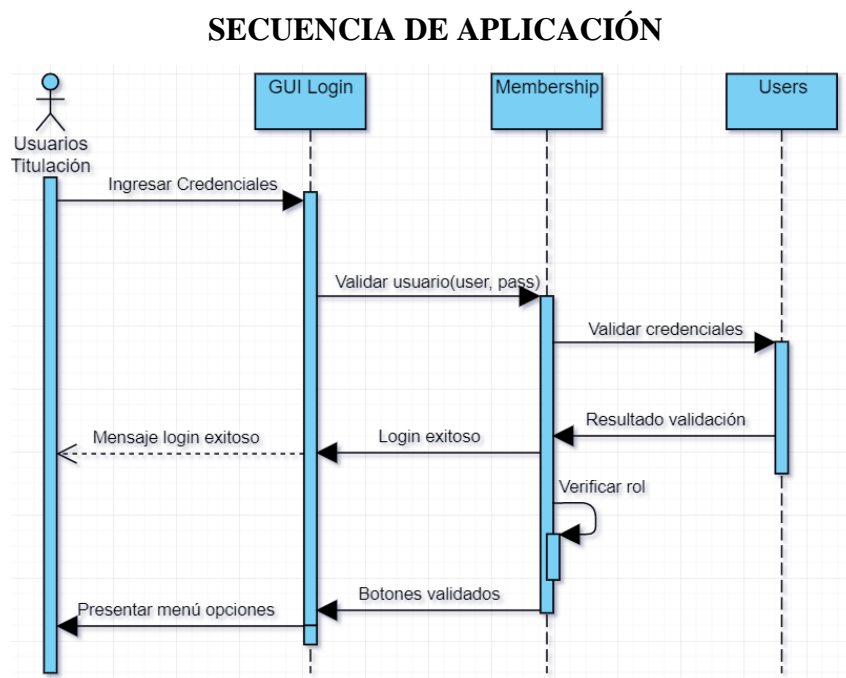 SECUENCIA DE APLICACIÓN
GUI Login
Membership
Users
Usuarios
Titulación
Ingresar Credenciales
Validar usuario(user, pass)
Validar credenciales
Resultado validación
Login exitoso
Mensaje login exitoso
Verificar rol
Botones validados
Presentar menú opciones